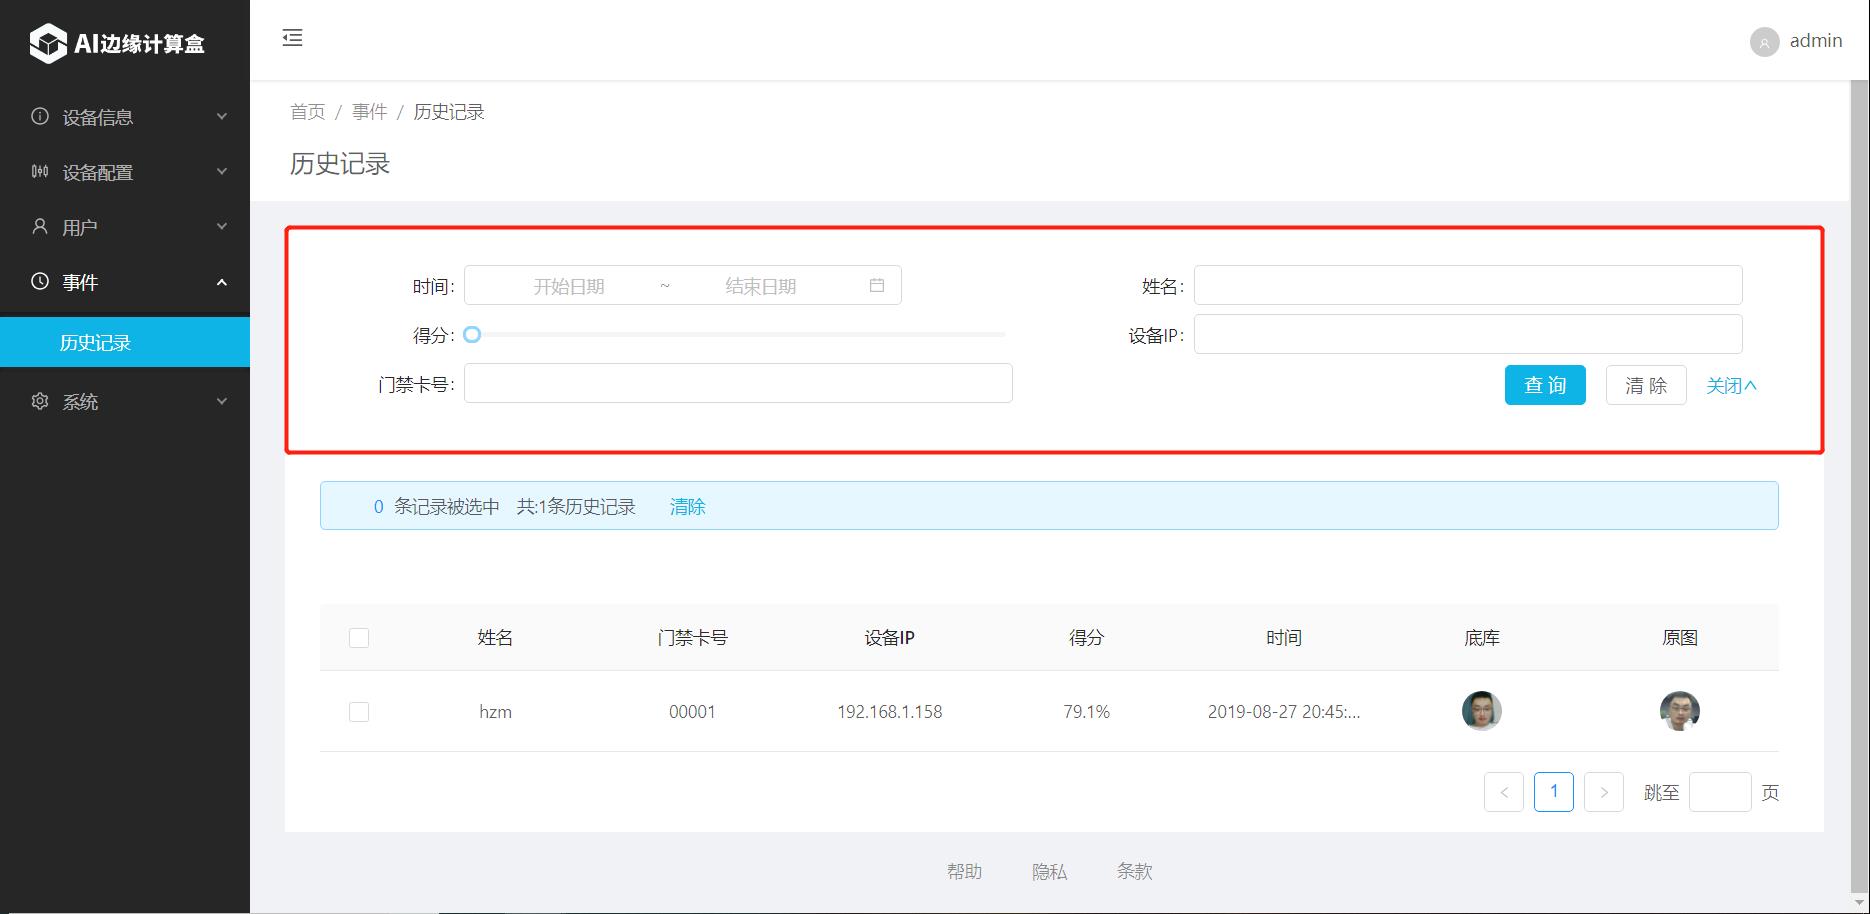 AI边缘计算盒
admin
设备信息
设备配置
用户
事件
历史记录
系统
首页 / 事件 / 历史记录
历史记录
时间: 开始日期 ~ 结束日期
姓名:
得分:
设备IP:
门禁卡号:
查 询 清 除 关闭
0 条记录被选中 共:1条历史记录 清除
姓名 门禁卡号 设备IP 得分 时间 底库 原图
hzm 00001 192.168.1.158 79.1% 2019-08-27 20:45:...
< 1 > 跳至 页
帮助 隐私 条款